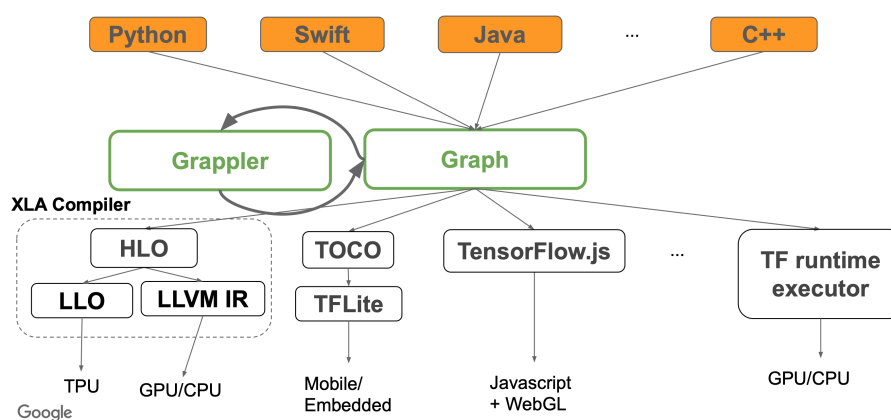 Python
Swift
Java
...
C++
Grappler
Graph
XLA Compiler
HLO
TOCO
TensorFlow.js
...
TF runtime
executor
LLO
LLVM IR
TFLite
TPU
GPU/CPU
Mobile/
Embedded
Javascript
+ WebGL
GPU/CPU
Google